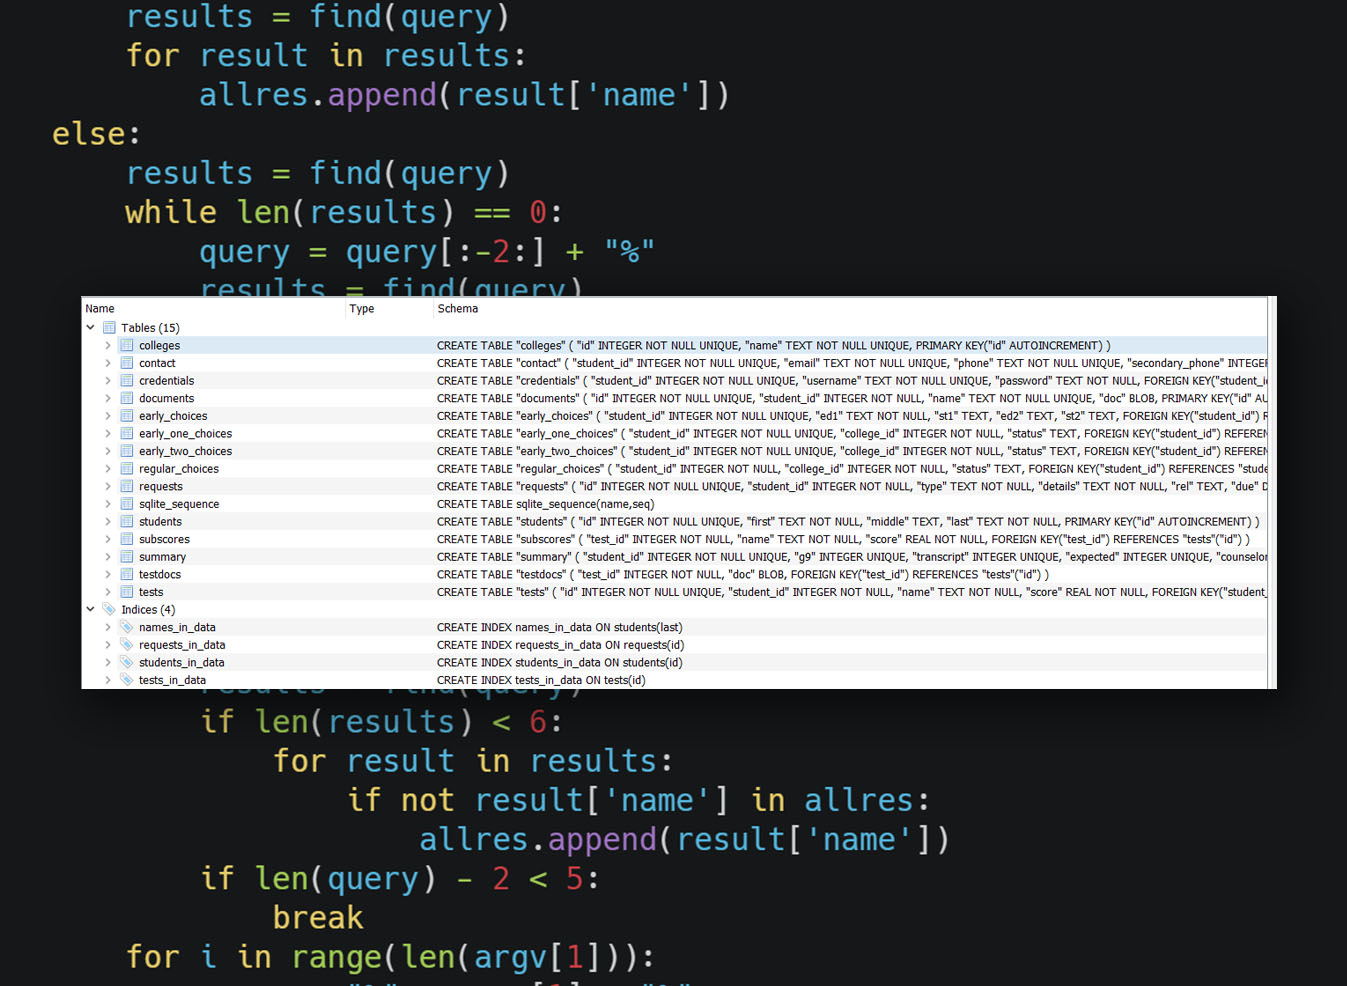 results = find(query)
for result in results:
allres.append(result['name'])
else:
results = find(query)
while len(results) == 0:
query = query[:-2:] + "%"
results = find(query)
Name Type Schema
Tables (15)
colleges CREATE TABLE "colleges" ( "id" INTEGER NOT NULL UNIQUE, "name" TEXT NOT NULL UNIQUE, PRIMARY KEY("id" AUTOINCREMENT) )
contact CREATE TABLE "contact" ( "student_id" INTEGER NOT NULL UNIQUE, "email" TEXT NOT NULL UNIQUE, "phone" TEXT NOT NULL UNIQUE, "secondary_phone" INTEGER
credentials CREATE TABLE "credentials" ( "student_id" INTEGER NOT NULL UNIQUE, "username" TEXT NOT NULL UNIQUE, "password" TEXT NOT NULL, FOREIGN KEY("student_i
documents CREATE TABLE "documents" ( "id" INTEGER NOT NULL UNIQUE, "student_id" INTEGER NOT NULL, "name" TEXT NOT NULL UNIQUE, "doc" BLOB, PRIMARY KEY("id" AU
early_choices CREATE TABLE "early_choices" ( "student_id" INTEGER NOT NULL UNIQUE, "ed1" TEXT NOT NULL, "st1" TEXT, "ed2" TEXT, "st2" TEXT, FOREIGN KEY("student_id") R
early_one_choices CREATE TABLE "early_one_choices" ( "student_id" INTEGER NOT NULL UNIQUE, "college_id" INTEGER NOT NULL, "status" TEXT, FOREIGN KEY("student_id") REFEREN
early_two_choices CREATE TABLE "early_two_choices" ( "student_id" INTEGER NOT NULL UNIQUE, "college_id" INTEGER NOT NULL, "status" TEXT, FOREIGN KEY("student_id") REFEREN
regular_choices CREATE TABLE "regular_choices" ( "student_id" INTEGER NOT NULL, "college_id" INTEGER NOT NULL, "status" TEXT, FOREIGN KEY("student_id") REFERENCES "stude
requests CREATE TABLE "requests" ( "id" INTEGER NOT NULL UNIQUE, "student_id" INTEGER NOT NULL, "type" TEXT NOT NULL, "details" TEXT NOT NULL, "rel" TEXT, "due" D
sqlite_sequence CREATE TABLE sqlite_sequence(name,seq)
students CREATE TABLE "students" ( "id" INTEGER NOT NULL UNIQUE, "first" TEXT NOT NULL, "middle" TEXT, "last" TEXT NOT NULL, PRIMARY KEY("id" AUTOINCREMENT) )
subscores CREATE TABLE "subscores" ( "test_id" INTEGER NOT NULL, "name" TEXT NOT NULL, "score" REAL NOT NULL, FOREIGN KEY("test_id") REFERENCES "tests"("id") )
summary CREATE TABLE "summary" ( "student_id" INTEGER NOT NULL UNIQUE, "g9" INTEGER UNIQUE, "transcript" INTEGER UNIQUE, "expected" INTEGER UNIQUE, "counselor
testdocs CREATE TABLE "testdocs" ( "test_id" INTEGER NOT NULL, "doc" BLOB, FOREIGN KEY("test_id") REFERENCES "tests"("id") )
tests CREATE TABLE "tests" ( "id" INTEGER NOT NULL UNIQUE, "student_id" INTEGER NOT NULL, "name" TEXT NOT NULL, "score" REAL NOT NULL, FOREIGN KEY("student_
Indices (4)
names_in_data CREATE INDEX names_in_data ON students(last)
requests_in_data CREATE INDEX requests_in_data ON requests(id)
students_in_data CREATE INDEX students_in_data ON students(id)
tests_in_data CREATE INDEX tests_in_data ON tests(id)
if len(results) < 6:
for result in results:
if not result['name'] in allres:
allres.append(result['name'])
if len(query) - 2 < 5:
break
for i in range(len(argv[1])):